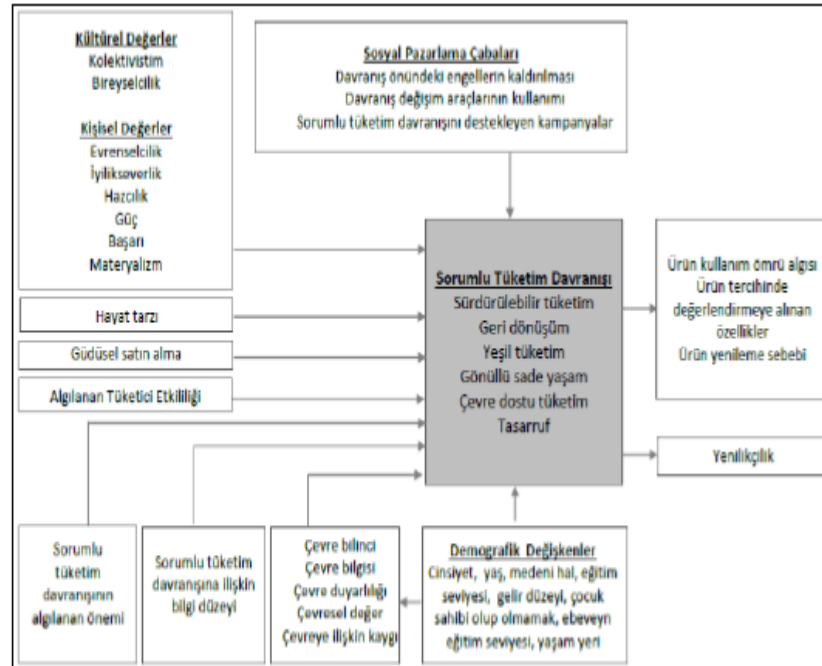 Kültürel Değerler
Kolektivistim
Bireyselcilik
Kişisel Değerler
Evrenselcilik
İyilikseverlik
Hazcılık
Güç
Başarı
Materyalizm
Sosyal Pazarlama Çabaları
Davranış önündeki engellerin kaldırılması
Davranış değişim araçlarının kullanımı
Sorumlu tüketim davranışını destekleyen kampanyalar
Hayat tarzı
Güdüsel satın alma
Algılanan Tüketici Etkililiği
Sorumlu Tüketim Davranışı
Sürdürülebilir tüketim
Geri dönüşüm
Yeşil tüketim
Gönüllü sade yaşam
Çevre dostu tüketim
Tasarruf
Ürün kullanım ömrü algısı
Ürün tercihinde
değerlendirmeye alınan
özellikler
Ürün yenileme sebebi
Yenilikçilik
Sorumlu
tüketim
davranışının
algılanan önemi
Sorumlu tüketim
davranışına ilişkin
bilgi düzeyi
Çevre bilinci
Çevre bilgisi
Çevre duyarlılığı
Çevresel değer
Çevreye ilişkin kaygı
Demografik Değişkenler
Cinsiyet, yaş, medeni hal, eğitim
seviyesi, gelir düzeyi, çocuk
sahibi olup olmamak, ebeveyn
eğitim seviyesi, yaşam yeri